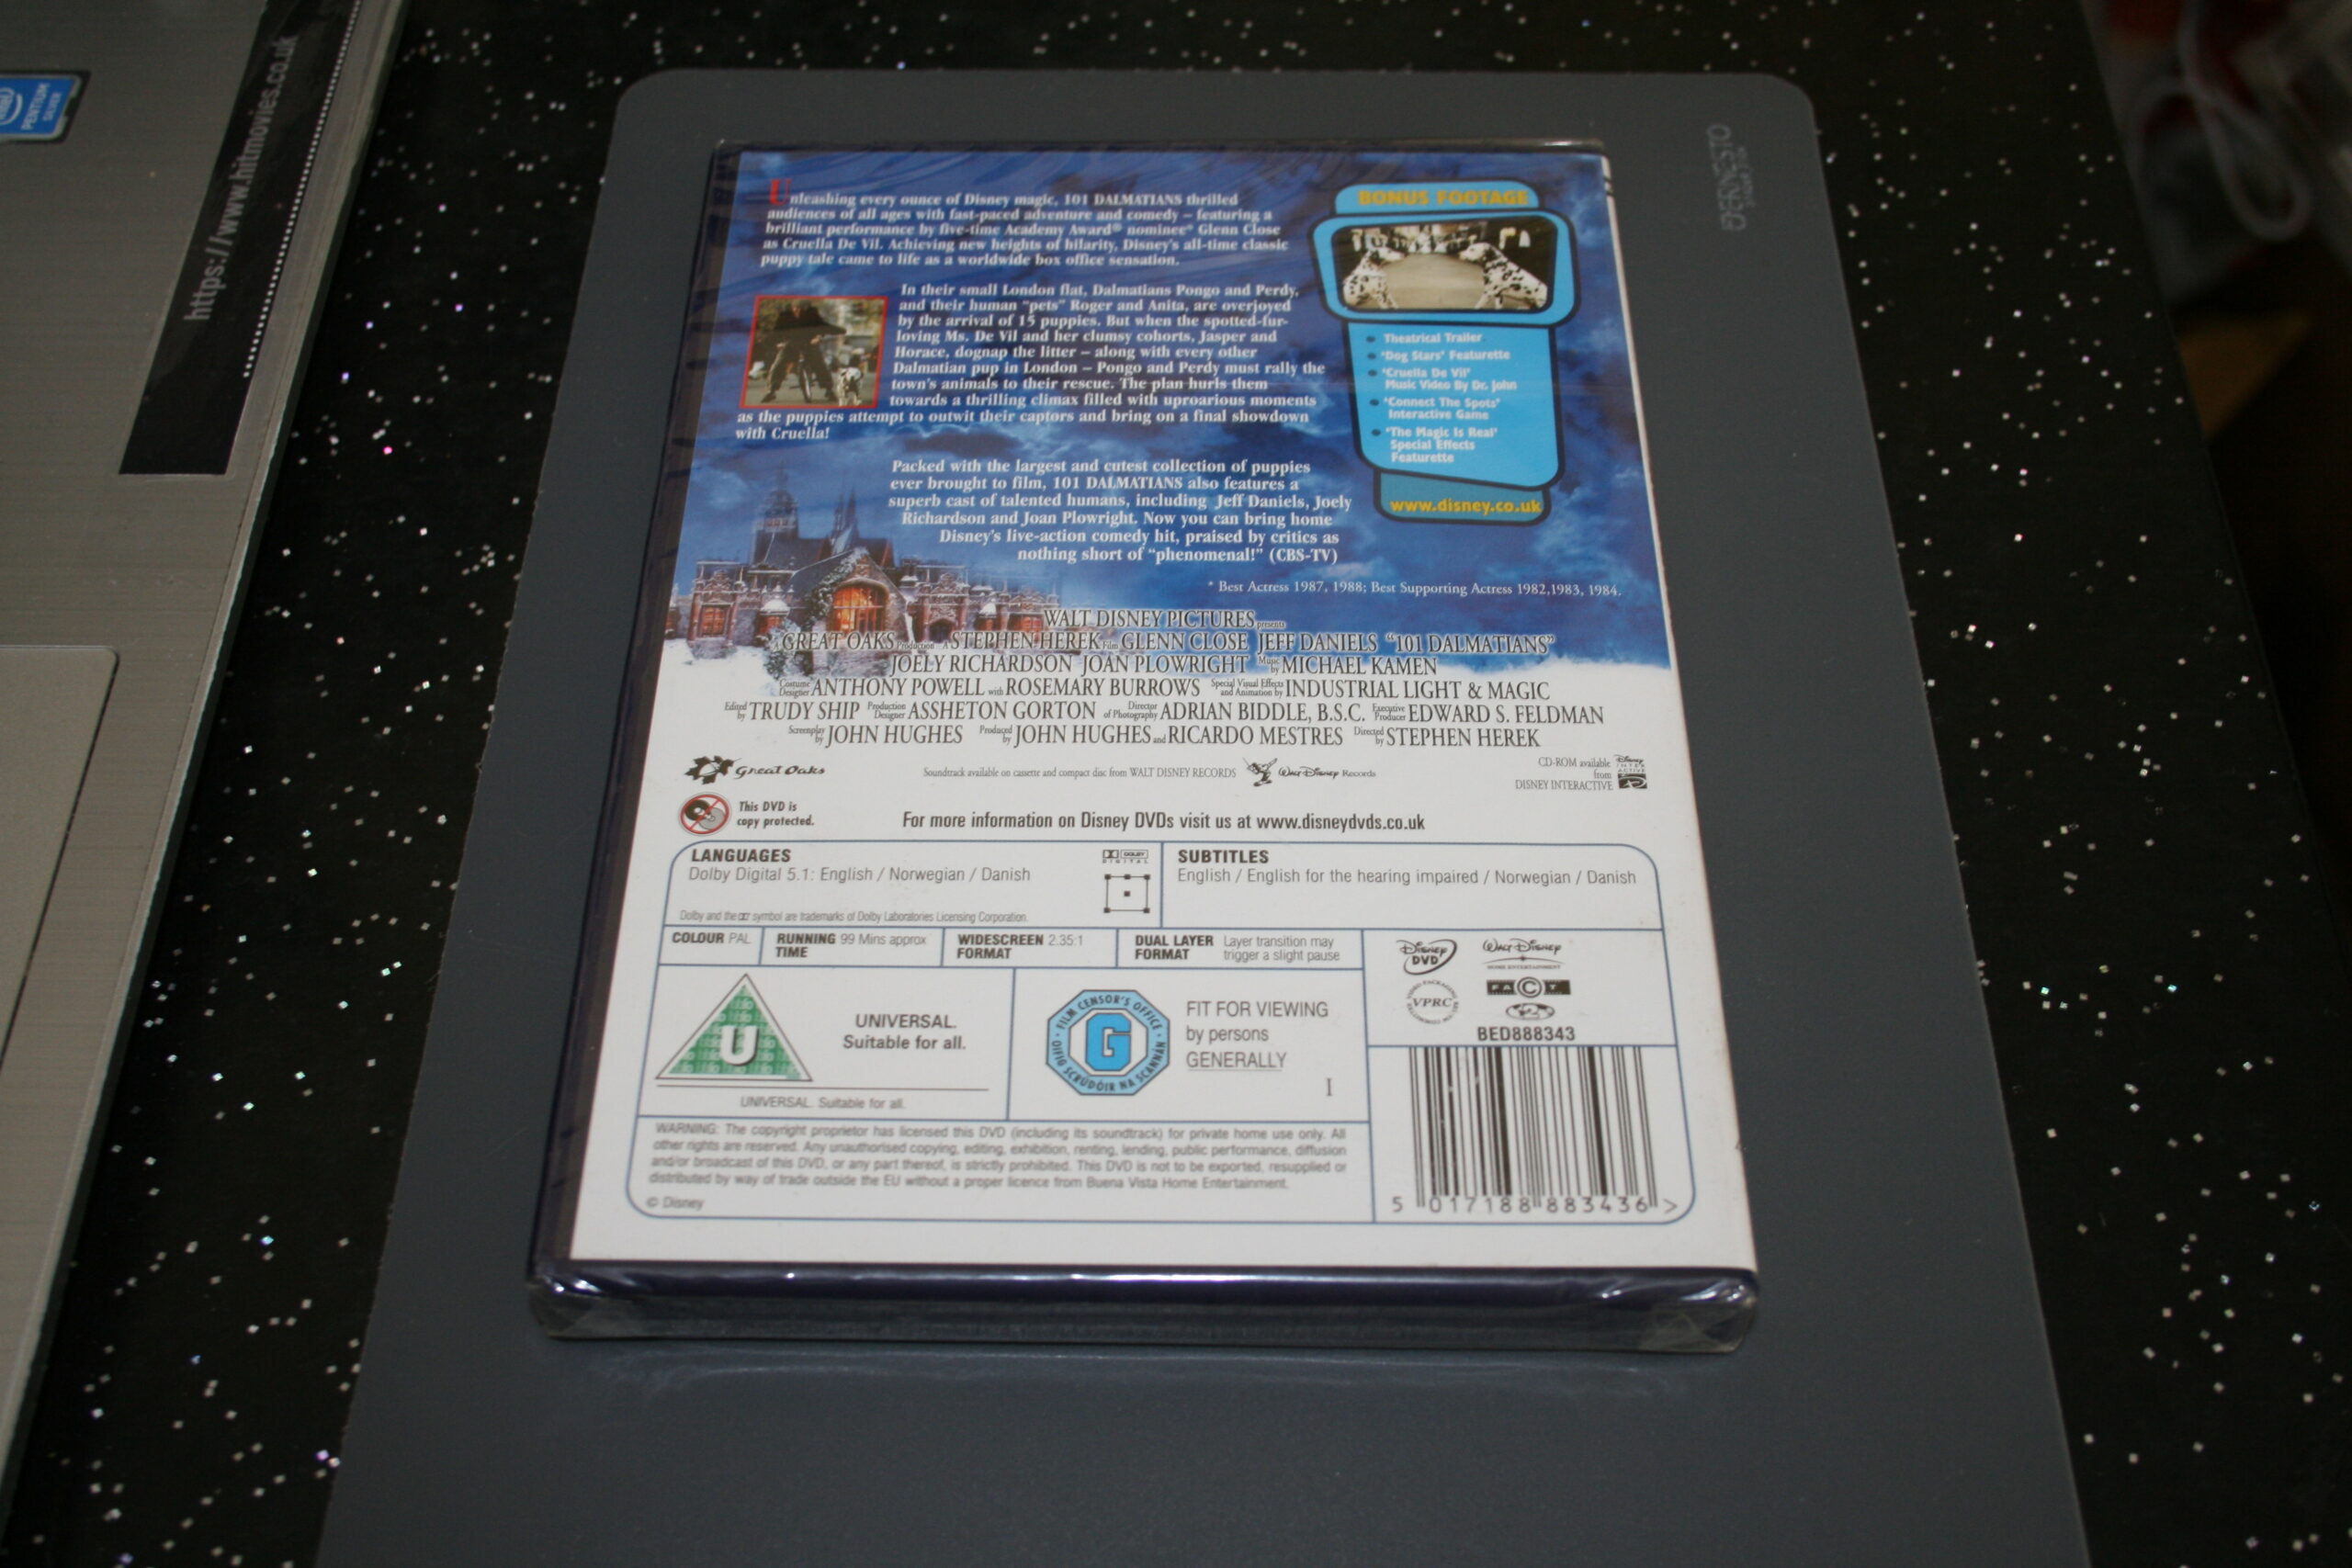 intel
PENTIUM
SILVER
https://www.hitmovies.co.uk
Unleashing every ounce of Disney magic, 101 DALMATIANS thrilled
audiences of all ages with fast-paced adventure and comedy – featuring a
brilliant performance by five-time Academy Award® nominee* Glenn Close
as Cruella De Vil. Achieving new heights of hilarity, Disney's all-time classic
puppy tale came to life as a worldwide box office sensation.
In their small London flat, Dalmatians Pongo and Perdy,
and their human "pets" Roger and Anita, are overjoyed
by the arrival of 15 puppies. But when the spotted-fur-
loving Ms. De Vil and her clumsy cohorts, Jasper and
Horace, dognap the litter – along with every other
Dalmatian pup in London – Pongo and Perdy must rally the
town's animals to their rescue. The plan hurls them
towards a thrilling climax filled with uproarious moments
as the puppies attempt to outwit their captors and bring on a final showdown
with Cruella!
Packed with the largest and cutest collection of puppies
ever brought to film, 101 DALMATIANS also features a
superb cast of talented humans, including Jeff Daniels, Joely
Richardson and Joan Plowright. Now you can bring home
Disney's live-action comedy hit, praised by critics as
nothing short of "phenomenal!" (CBS-TV)
BONUS FOOTAGE
• Theatrical Trailer
• 'Dog Stars' Featurette
• 'Cruella De Vil'
Music Video By Dr. John
• 'Connect The Spots'
Interactive Game
• 'The Magic Is Real'
Special Effects
Featurette
www.disney.co.uk
* Best Actress 1987, 1988; Best Supporting Actress 1982,1983, 1984.
WALT DISNEY PICTURES presents
A GREAT OAKS Production A STEPHEN HEREK Film GLENN CLOSE JEFF DANIELS "101 DALMATIANS"
JOELY RICHARDSON JOAN PLOWRIGHT Music by MICHAEL KAMEN
Costume Designer ANTHONY POWELL with ROSEMARY BURROWS Special Visual Effects and Animation by INDUSTRIAL LIGHT & MAGIC
Edited by TRUDY SHIP Production Designer ASSHETON GORTON Director of Photography ADRIAN BIDDLE, B.S.C. Executive Producer EDWARD S. FELDMAN
Screenplay by JOHN HUGHES Produced by JOHN HUGHES and RICARDO MESTRES Directed by STEPHEN HEREK
Great Oaks
Soundtrack available on cassette and compact disc from WALT DISNEY RECORDS
Walt Disney Records
CD-ROM available
from
DISNEY INTERACTIVE
Disney
INTER
ACTIVE
This DVD is
copy protected.
For more information on Disney DVDs visit us at www.disneydvds.co.uk
LANGUAGES
Dolby Digital 5.1: English / Norwegian / Danish
DOLBY
DIGITAL
Dolby and the symbol are trademarks of Dolby Laboratories Licensing Corporation.
SUBTITLES
English / English for the hearing impaired / Norwegian / Danish
COLOUR PAL
RUNNING 99 Mins approx
TIME
WIDESCREEN 2.35:1
FORMAT
DUAL LAYER Layer transition may
FORMAT trigger a slight pause
Disney
DVD
Walt Disney
HOME ENTERTAINMENT
VPRC
FACT
BED888343
U
UNIVERSAL.
Suitable for all.
UNIVERSAL. Suitable for all.
FILM CENSOR'S OFFICE
G
OIFIG SCRÚDÓIR NA SCANNÁN
FIT FOR VIEWING
by persons
GENERALLY
I
WARNING: The copyright proprietor has licensed this DVD (including its soundtrack) for private home use only. All
other rights are reserved. Any unauthorised copying, editing, exhibition, renting, lending, public performance, diffusion
and/or broadcast of this DVD, or any part thereof, is strictly prohibited. This DVD is not to be exported, resupplied or
distributed by way of trade outside the EU without a proper licence from Buena Vista Home Entertainment.
© Disney
5 017188 883436 >